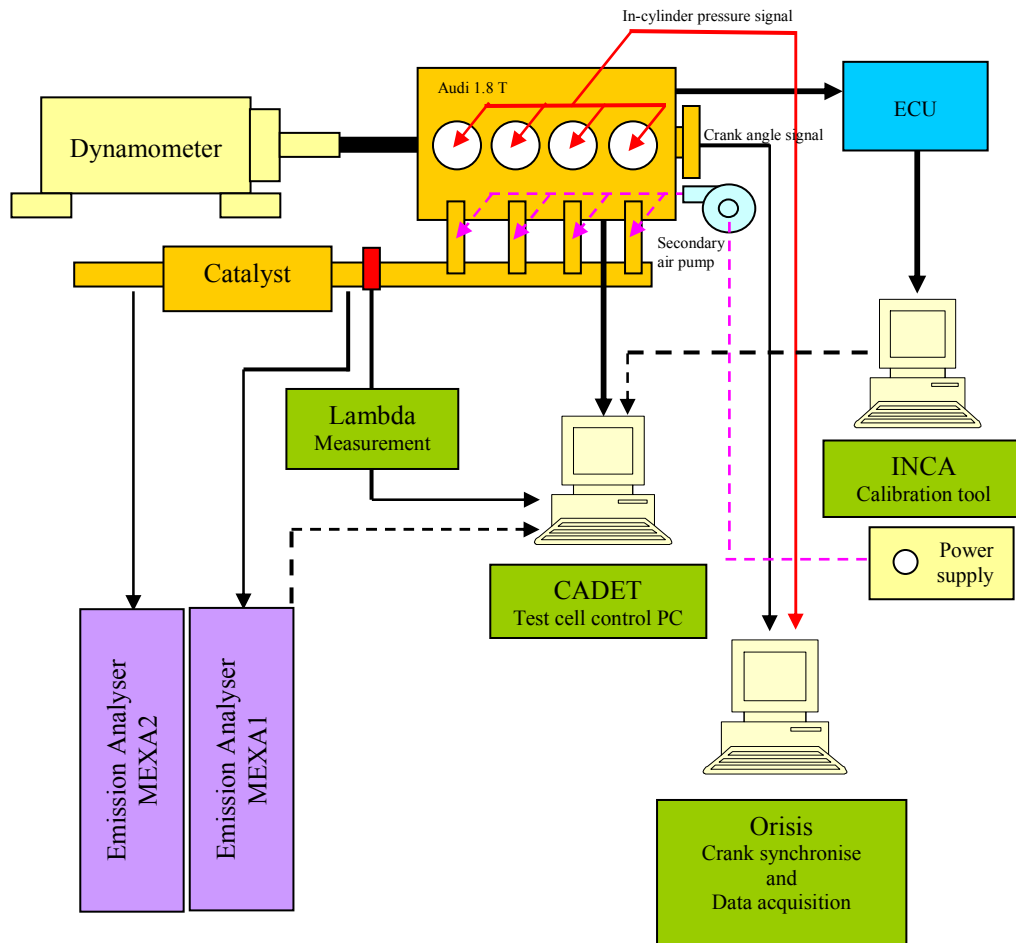 In-cylinder pressure signal
Audi 1.8 T
ECU
Dynamometer
Crank angle signal
Secondary
air pump
Catalyst
Lambda
Measurement
INCA
Calibration tool
Power
supply
CADET
Test cell control PC
Emission Analyser
MEXA2
Emission Analyser
MEXA1
Orisis
Crank synchronise
and
Data acquisition